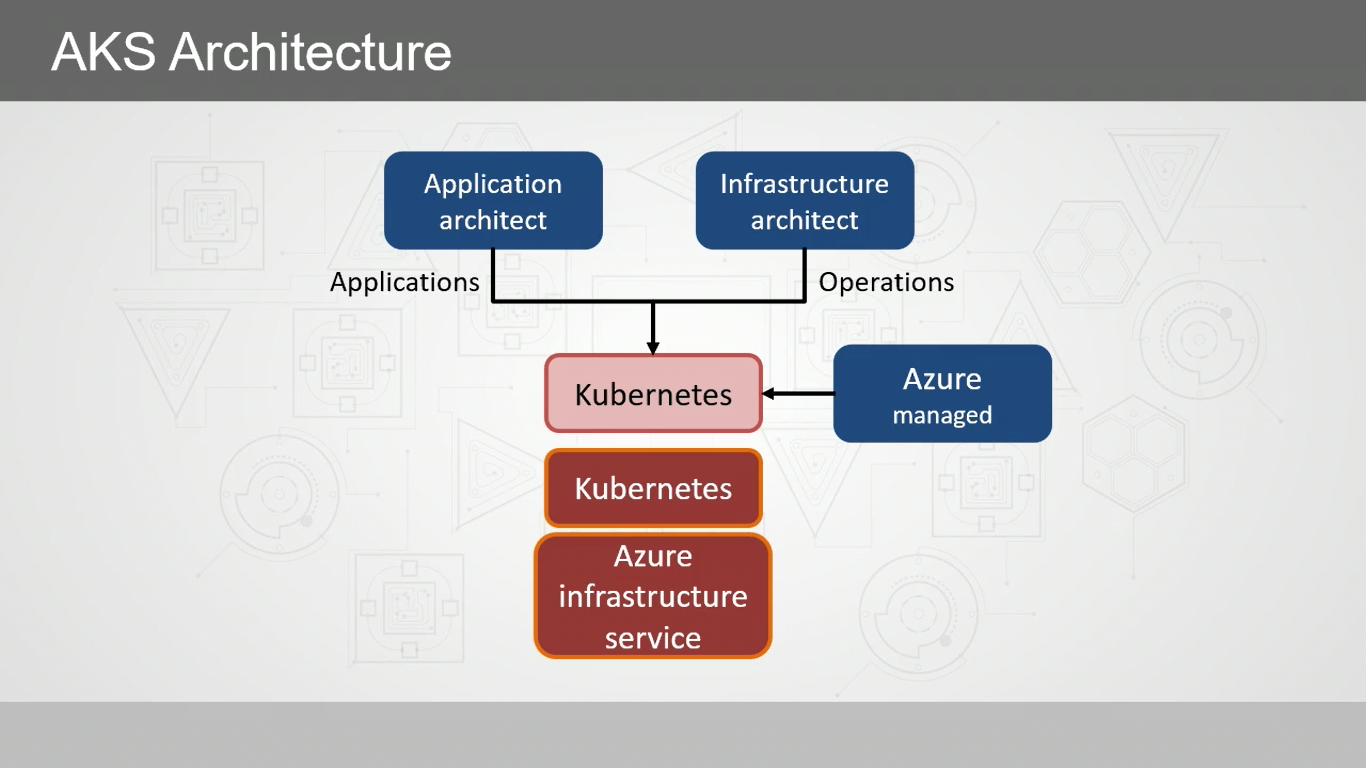 AKS Architecture
Application
architect
Infrastructure
architect
Applications
Operations
Kubernetes
Azure
managed
Kubernetes
Azure
infrastructure
service